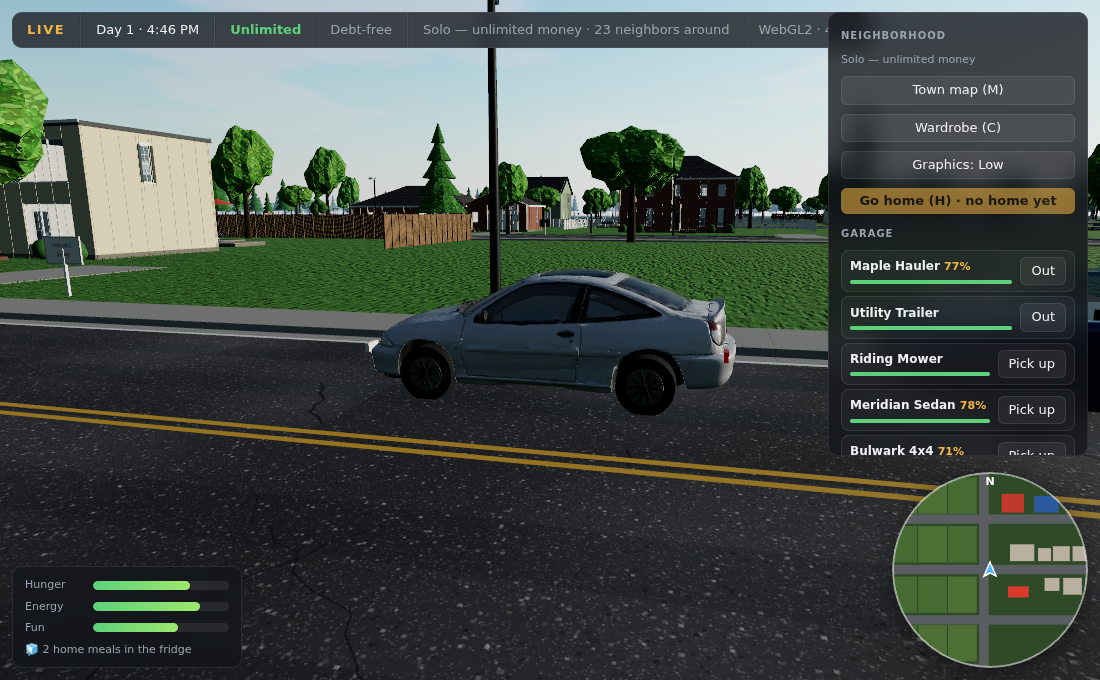 LIVE
Day 1 · 4:46 PM
Unlimited
Debt-free
Solo — unlimited money · 23 neighbors around
WebGL2 ·
NEIGHBORHOOD
Solo — unlimited money
Town map (M)
Wardrobe (C)
Graphics: Low
Go home (H) · no home yet
GARAGE
Maple Hauler 77%
Out
Utility Trailer
Out
Riding Mower
Pick up
Meridian Sedan 78%
Pick up
Bulwark 4x4 71%
Pick up
N
Hunger
Energy
Fun
2 home meals in the fridge